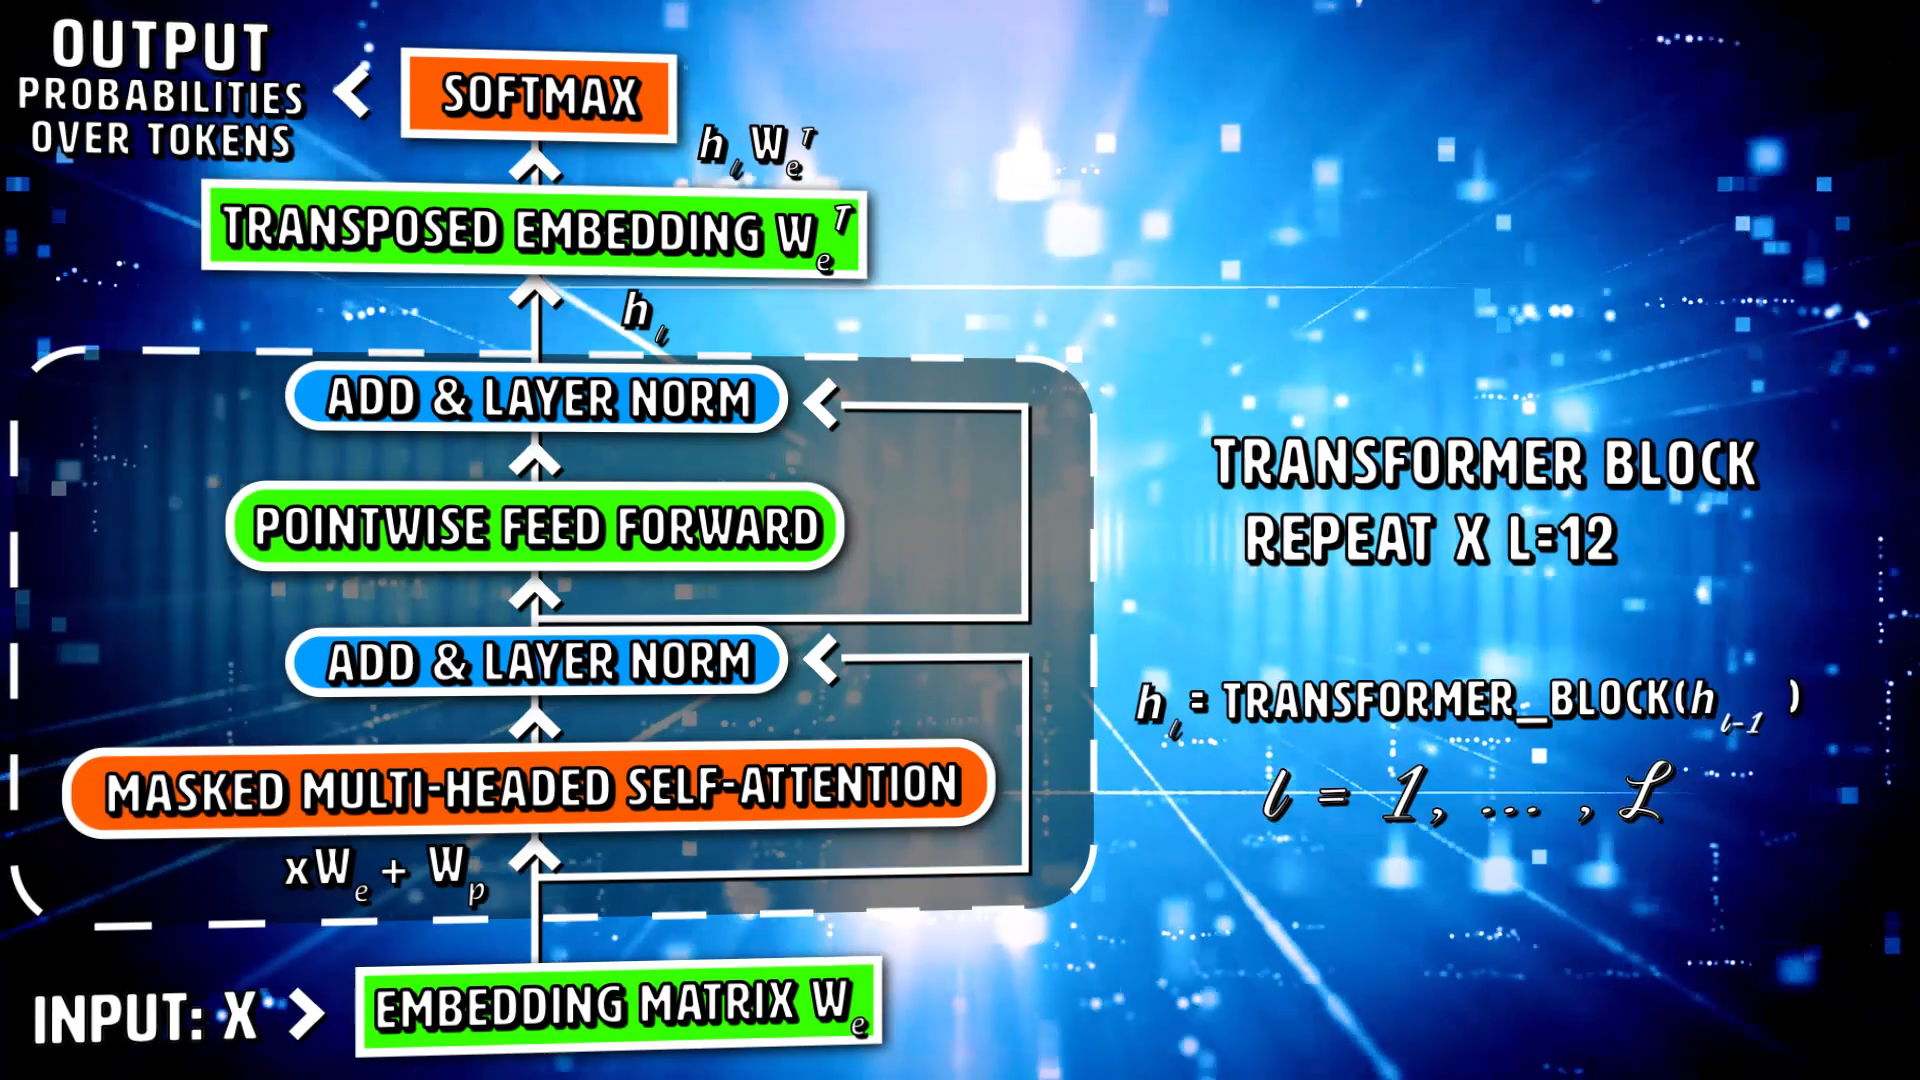 OUTPUT
PROBABILITIES
OVER TOKENS
SOFTMAX
h_l W_e^T
TRANSPOSED EMBEDDING W_e^T
h_l
ADD & LAYER NORM
POINTWISE FEED FORWARD
ADD & LAYER NORM
MASKED MULTI-HEADED SELF-ATTENTION
xW_e + W_p
INPUT: X
EMBEDDING MATRIX W_e
TRANSFORMER BLOCK
REPEAT X L=12
h_l = TRANSFORMER_BLOCK(h_l-1 )
l = 1, ... , L